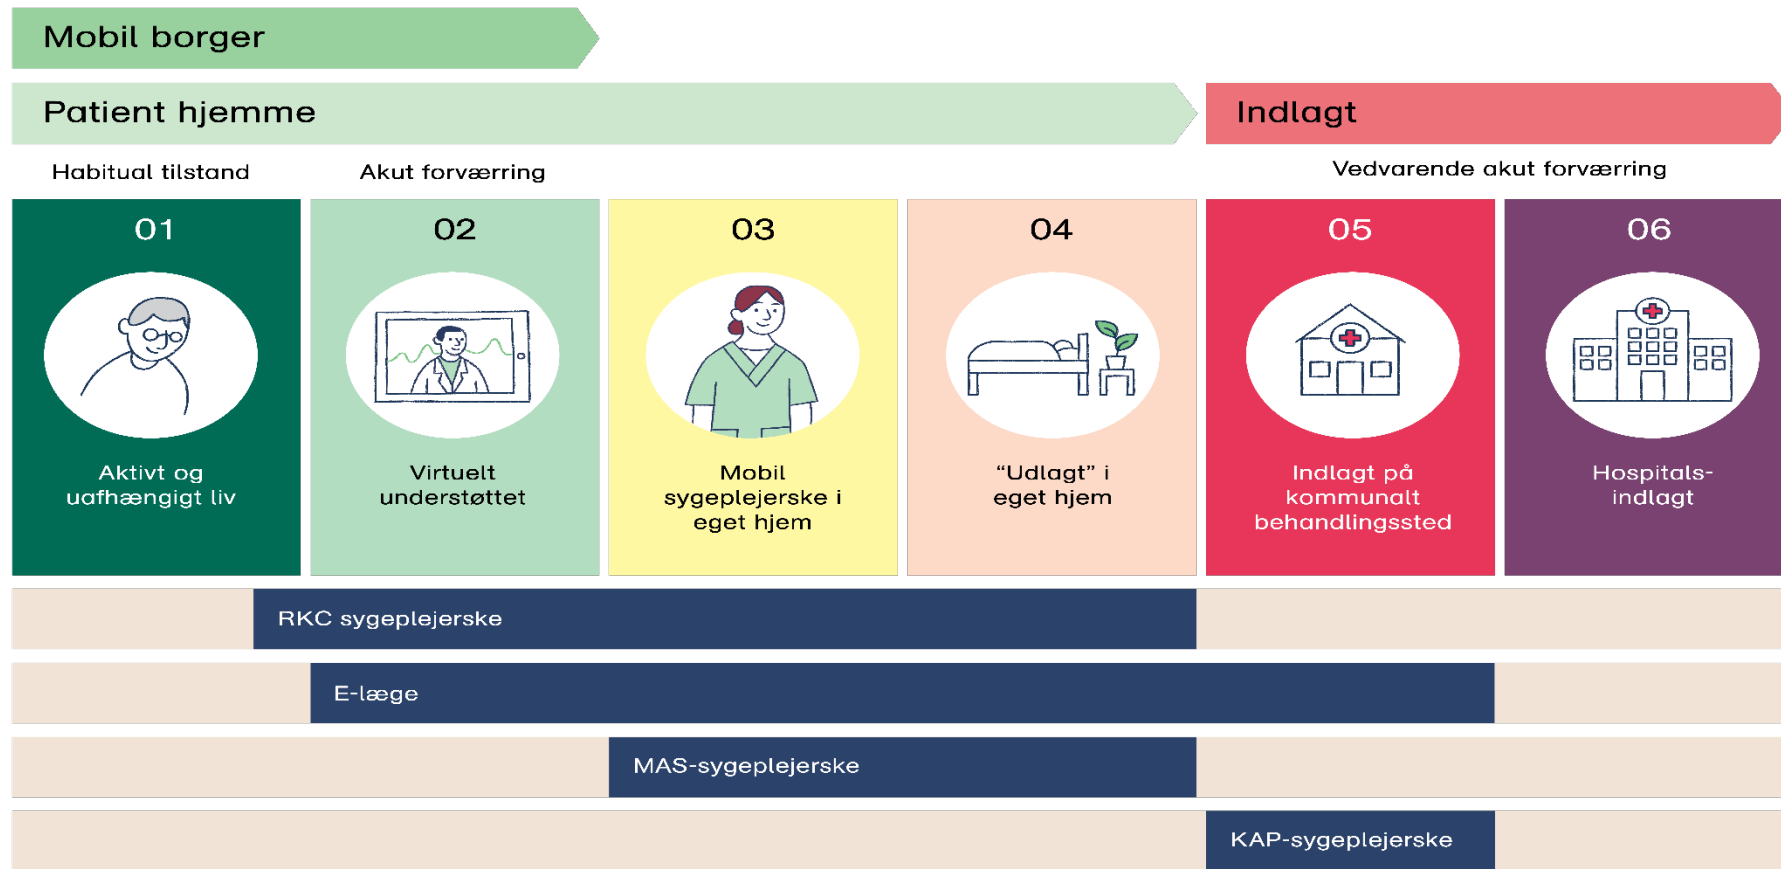 Mobil borger
Patient hjemme
Indlagt
Habitual tilstand
Akut forværring
Vedvarende akut forværring
01
Aktivt og
uafhængigt liv
02
Virtuelt
understøttet
03
Mobil
sygeplejerske i
eget hjem
04
“Udlagt” i
eget hjem
05
Indlagt på
kommunalt
behandlingssted
06
Hospitals-
indlagt
RKC sygeplejerske
E-læge
MAS-sygeplejerske
KAP-sygeplejerske